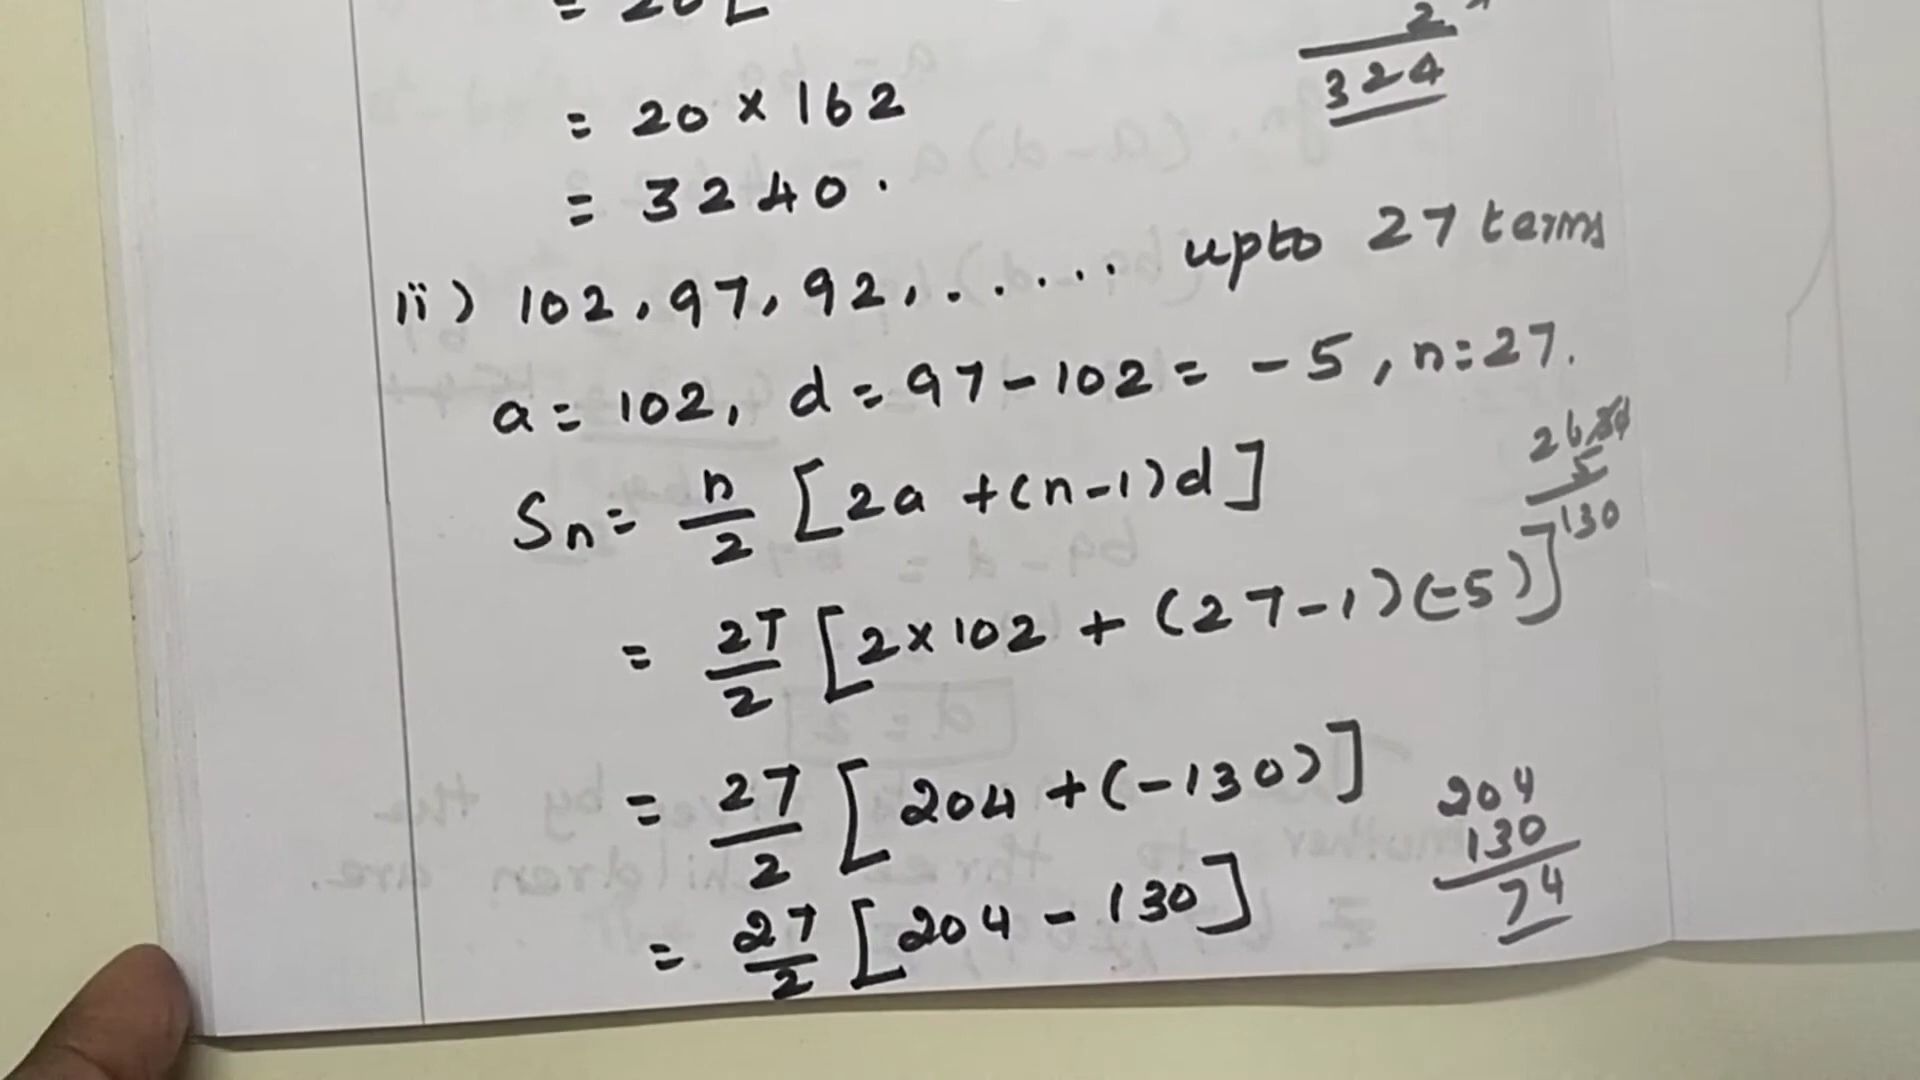 = 20 [
2
324
= 20 × 162
= 3240.
ii) 102, 97, 92, ..... upto 27 terms
a = 102, d = 97 - 102 = -5, n = 27.
Sn = n/2 [2a + (n-1)d]
26
5
130
= 27/2 [2×102 + (27-1)(-5)]
= 27/2 [204 + (-130)]
204
130
74
= 27/2 [204 - 130]